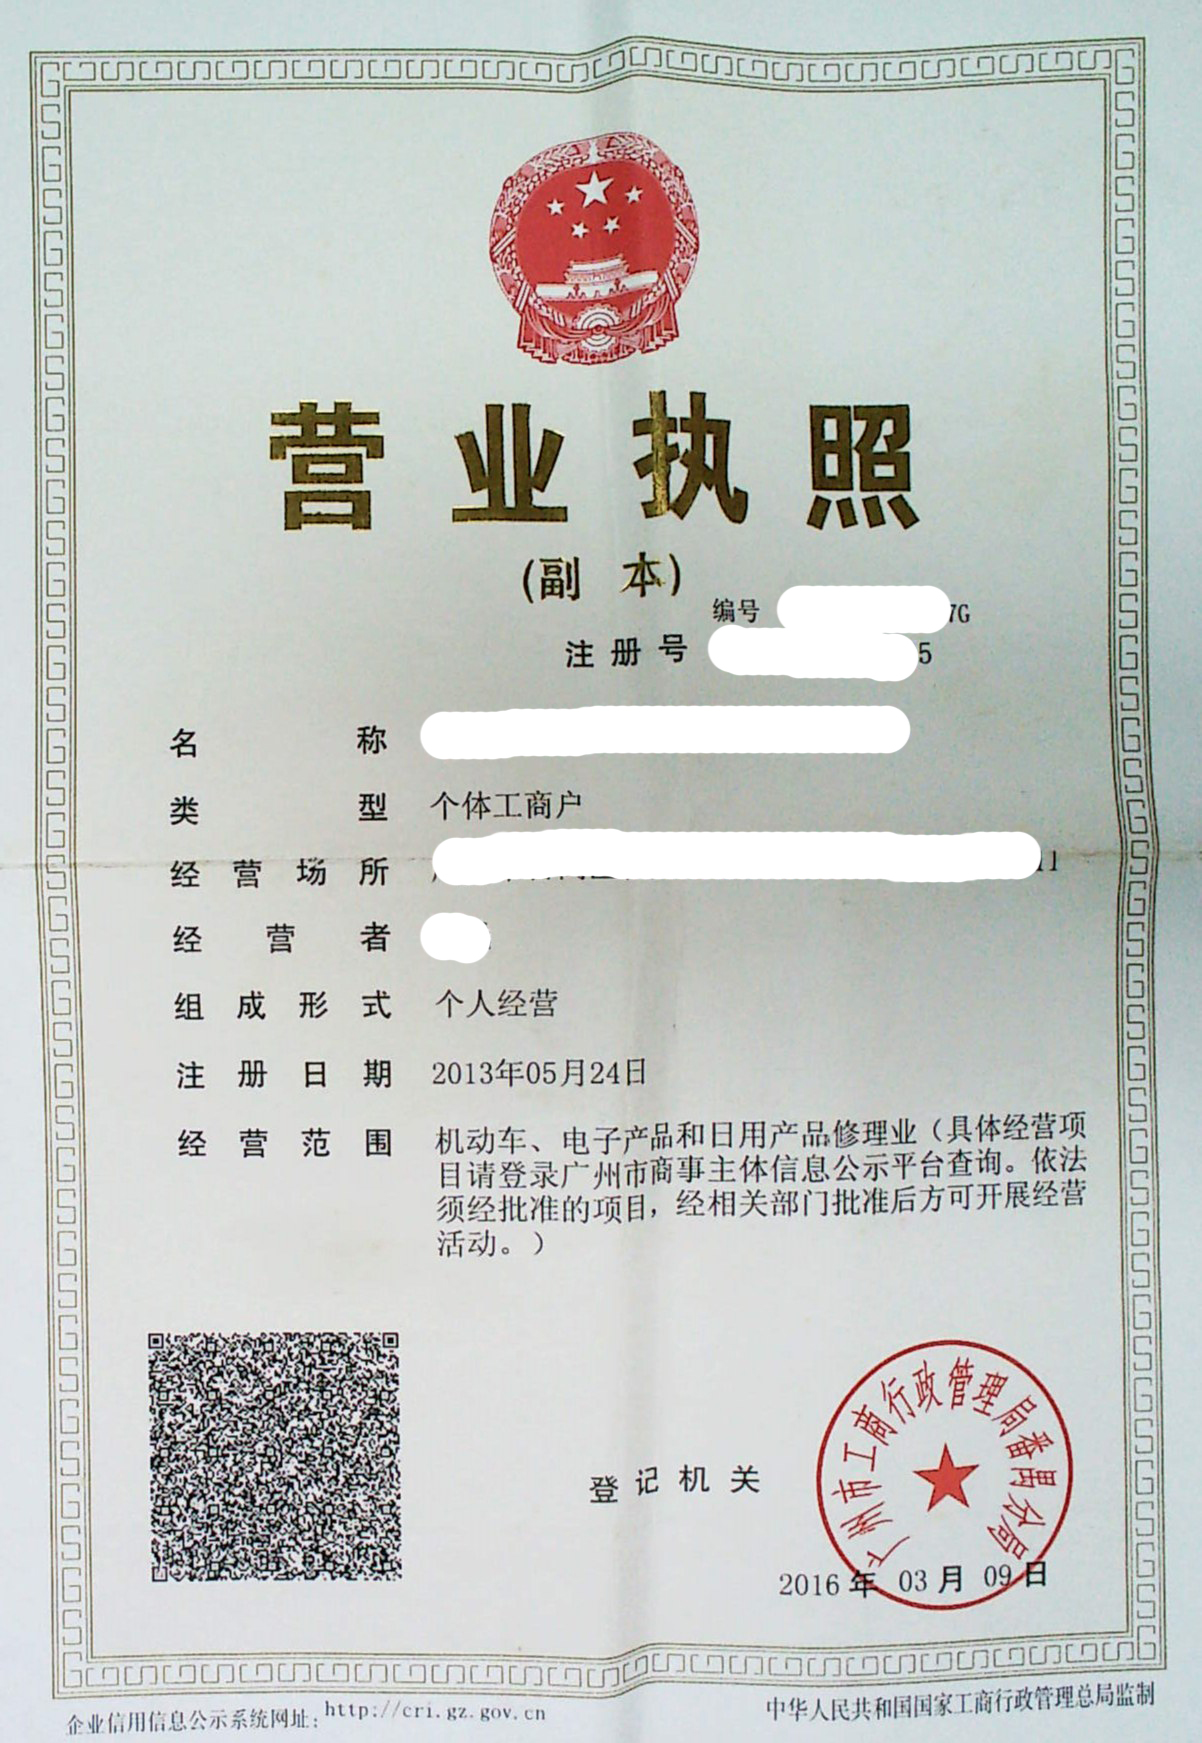 营业执照
(副 本)
编号 7G
注册号 5
名称
类型 个体工商户
经营场所 11
经营者
组成形式 个人经营
注册日期 2013年05月24日
经营范围 机动车、电子产品和日用产品修理业（具体经营项
目请登录广州市商事主体信息公示平台查询。依法
须经批准的项目，经相关部门批准后方可开展经营
活动。）
登记机关
广州市工商行政管理局番禺分局
2016年03月09日
企业信用信息公示系统网址：http://cri.gz.gov.cn
中华人民共和国国家工商行政管理总局监制